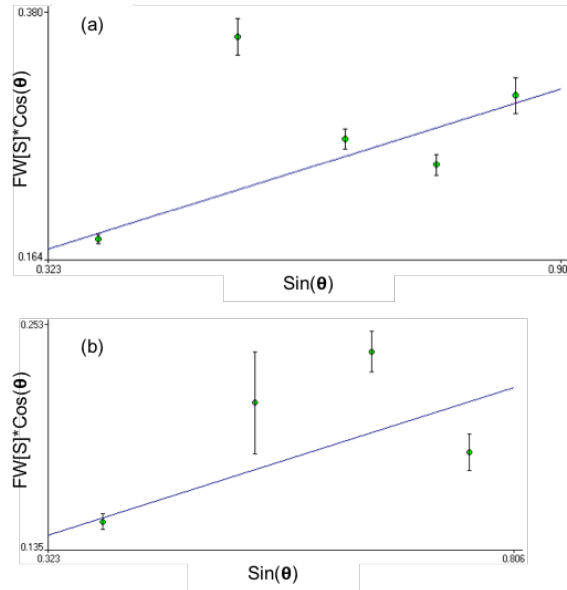 0.380
(a)
FW[S]*Cos(θ)
0.164
0.323
0.90
Sin(θ)
0.253
(b)
FW[S]*Cos(θ)
0.135
0.323
0.806
Sin(θ)